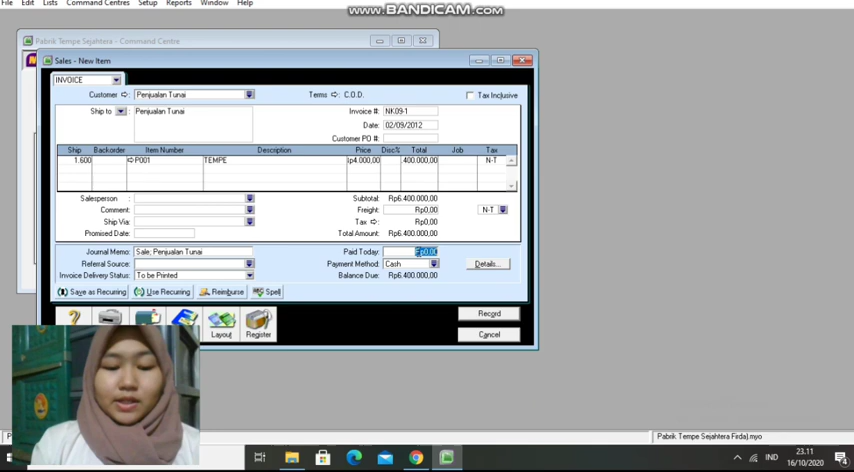 www.BANDICAM.com
File Edit Lists Command Centres Setup Reports Window Help
Pabrik Tempe Sejahtera - Command Centre
Sales - New Item
INVOICE
Customer : Penjualan Tunai Terms : C.O.D. Tax Inclusive
Ship to : Penjualan Tunai Invoice #: NK09-1
Date: 02/09/2012
Customer PO #:
Ship Backorder Item Number Description Price Disc% Total Job Tax
1.600 P001 TEMPE Rp4.000,00 .400.000,00 N-T
Salesperson : Subtotal: Rp6.400.000,00
Comment: Freight: Rp0,00 N-T
Ship Via: Tax : Rp0,00
Promised Date: Total Amount: Rp6.400.000,00
Journal Memo: Sale; Penjualan Tunai Paid Today: Rp0,00
Referral Source: Payment Method: Cash Details...
Invoice Delivery Status: To be Printed Balance Due: Rp6.400.000,00
Save as Recurring Use Recurring Reimburse Spell
Record
Layout Register Cancel
Pabrik Tempe Sejahtera Firda).myo
IND 23.11
16/10/2020
4